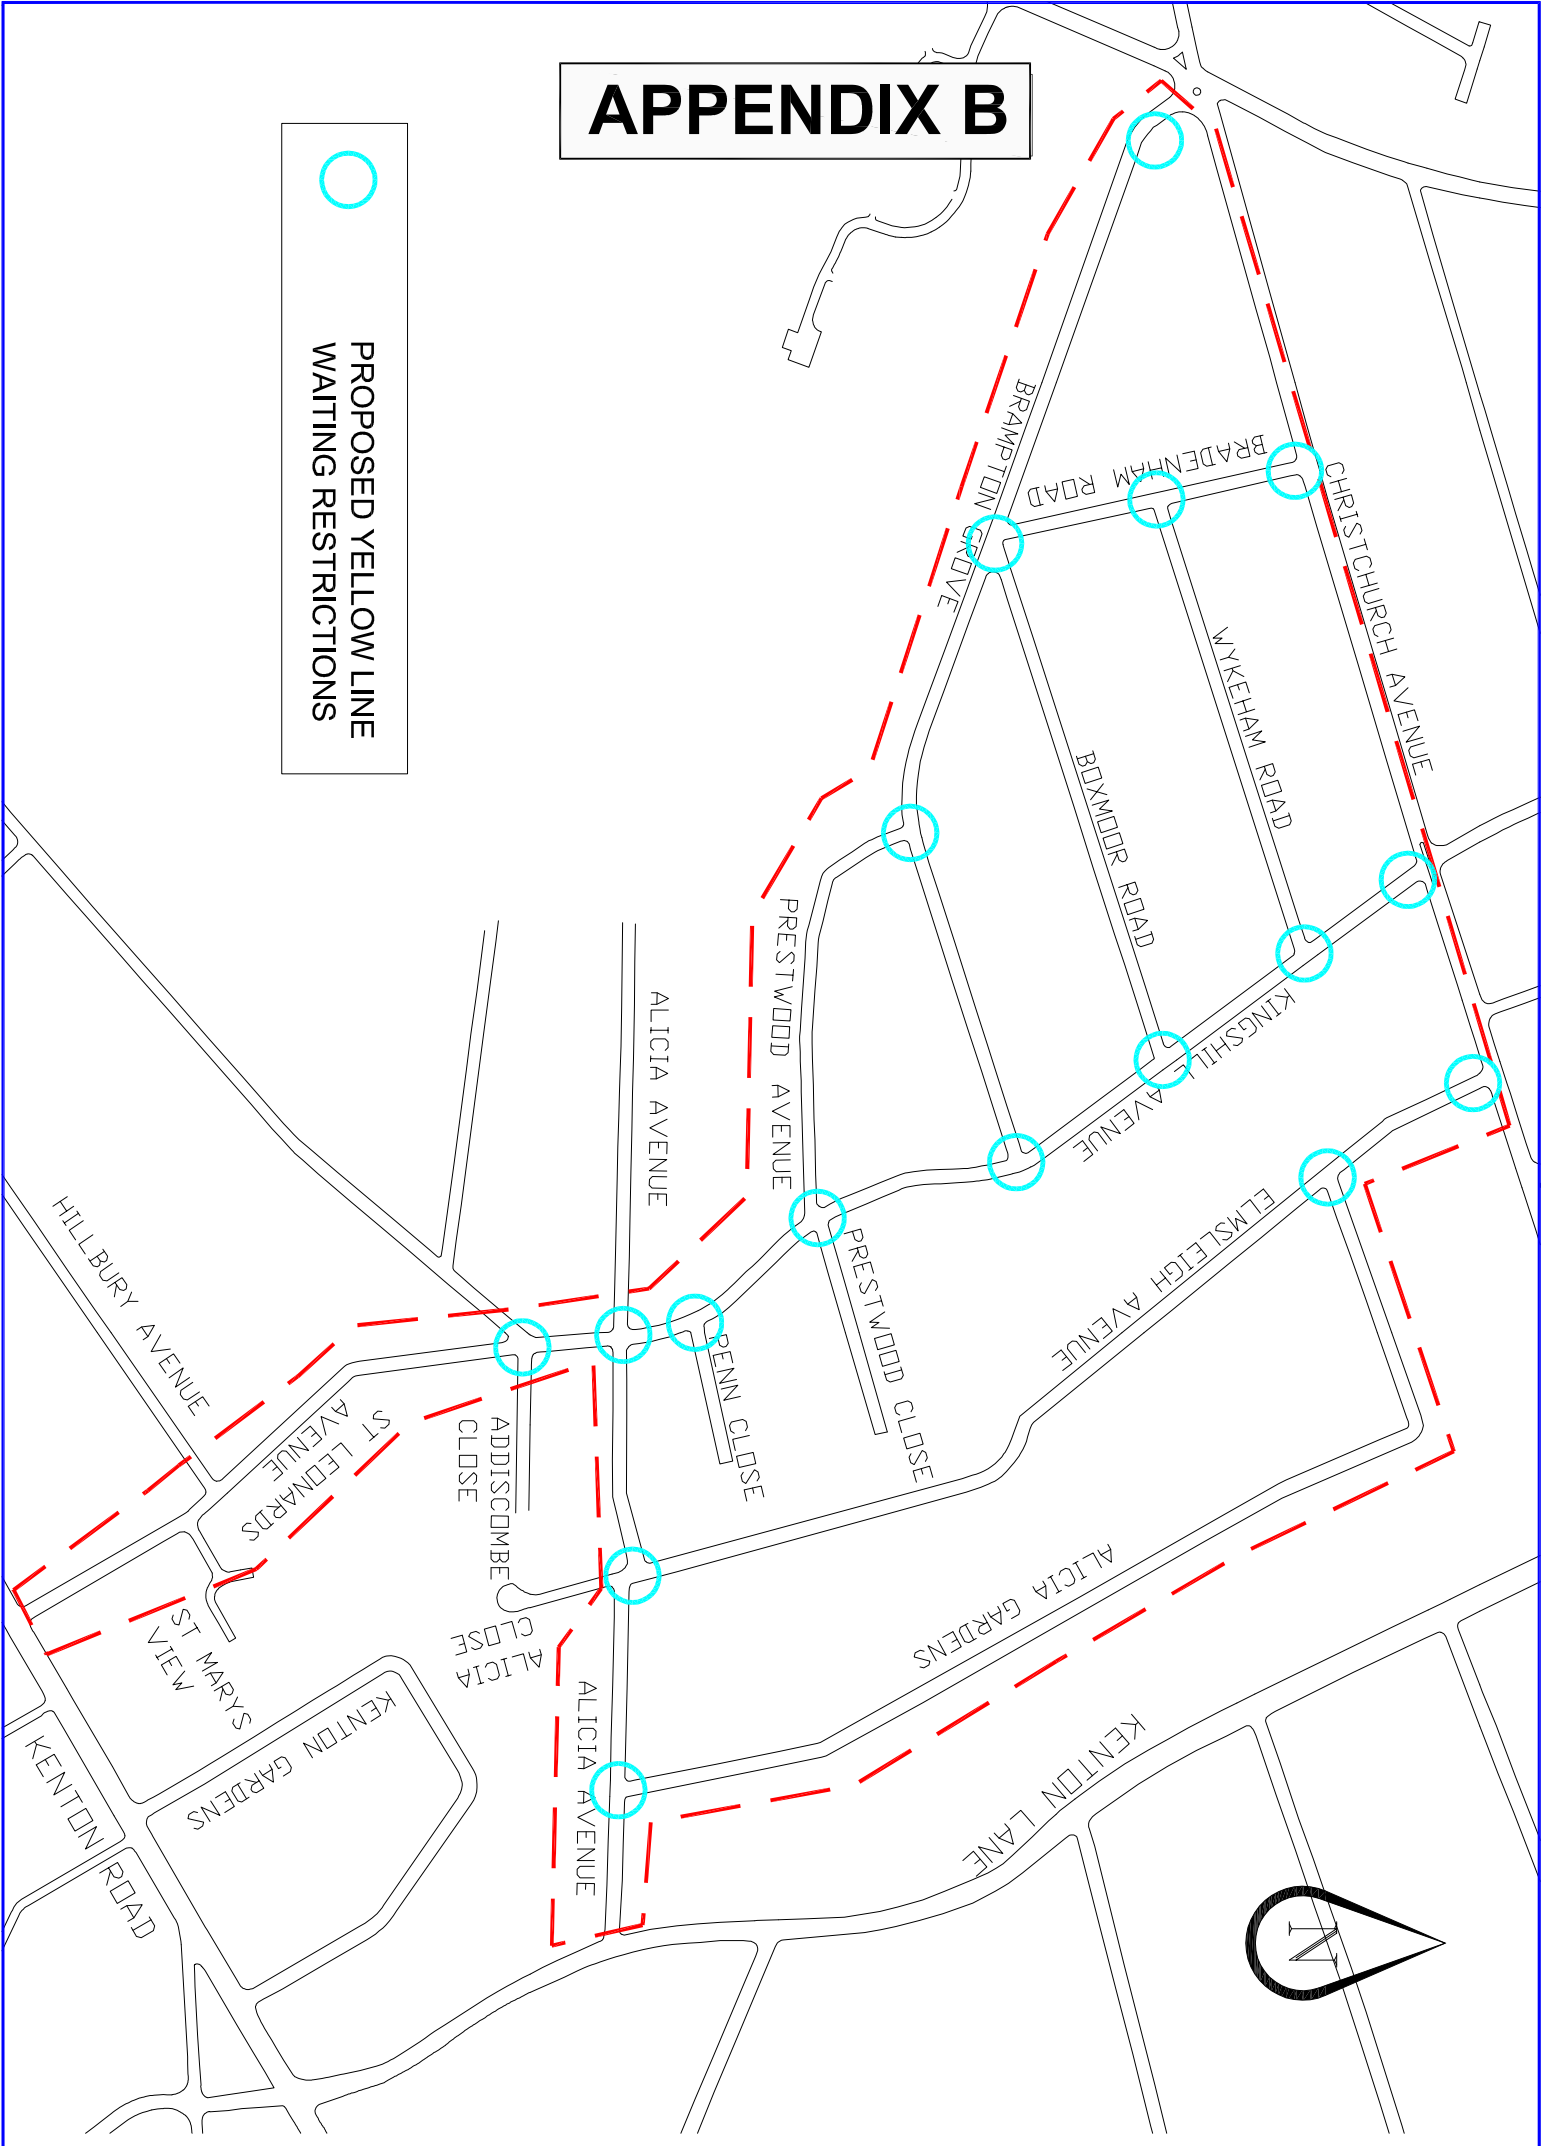 APPENDIX B
PROPOSED YELLOW LINE
WAITING RESTRICTIONS
BRAMPTON GROVE
BRADENHAM ROAD
CHRISTCHURCH AVENUE
WYKEHAM ROAD
BOXMOOR ROAD
PRESTWOOD AVENUE
KINGSHILL AVENUE
ALICIA AVENUE
HILLBURY AVENUE
ELMSLEIGH AVENUE
PRESTWOOD CLOSE
PENN CLOSE
ST LEONARDS
AVENUE
ADDISCOMBE
CLOSE
ALICIA
CLOSE
ALICIA GARDENS
ST MARYS
VIEW
KENTON GARDENS
ALICIA AVENUE
KENTON ROAD
KENTON LANE
N